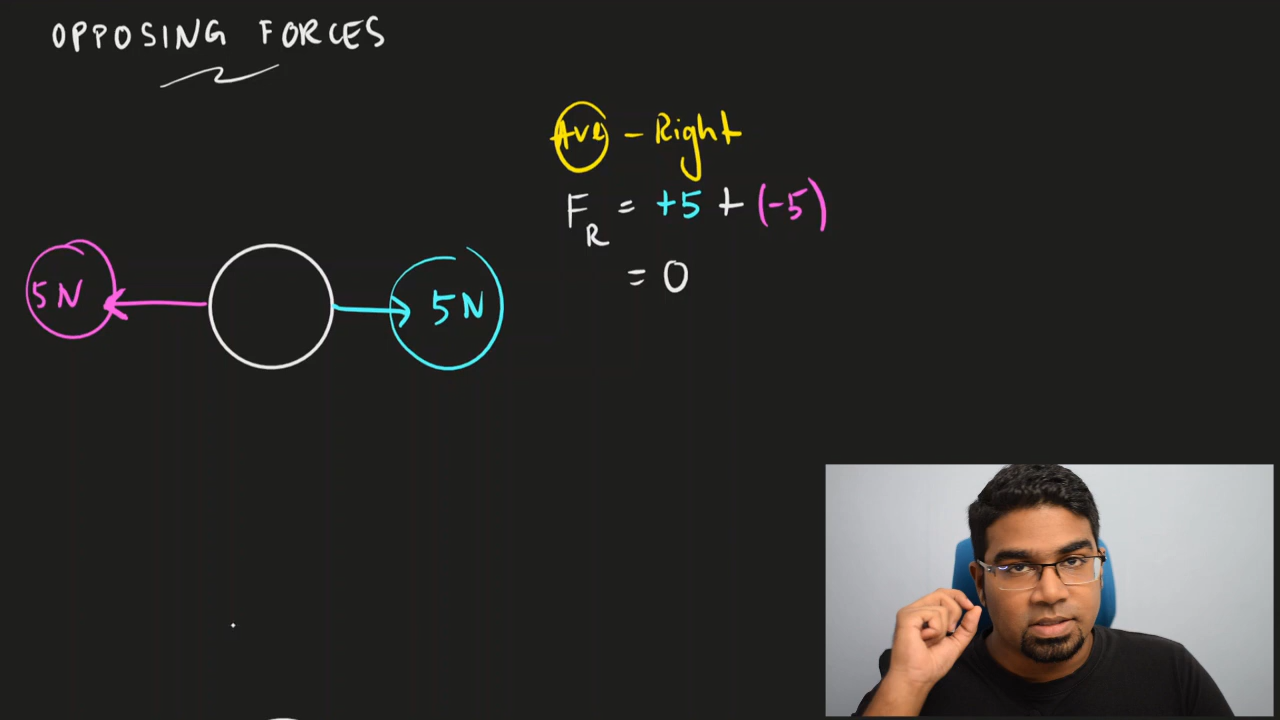 OPPOSING FORCES
+ve - Right
F_R = +5 + (-5)
= 0
5N
5N